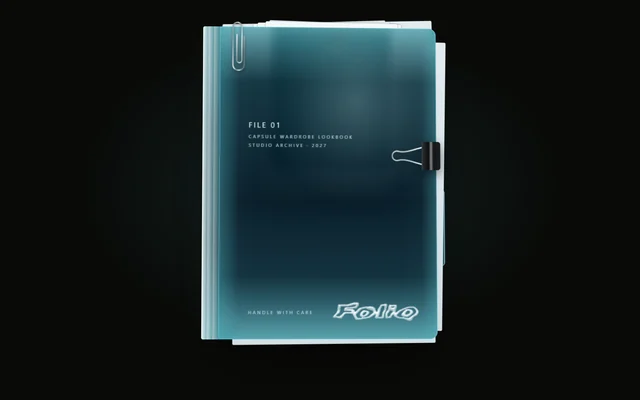 FILE 01
CAPSULE WARDROBE LOOKBOOK
STUDIO ARCHIVE - 2027
HANDLE WITH CARE
Folio